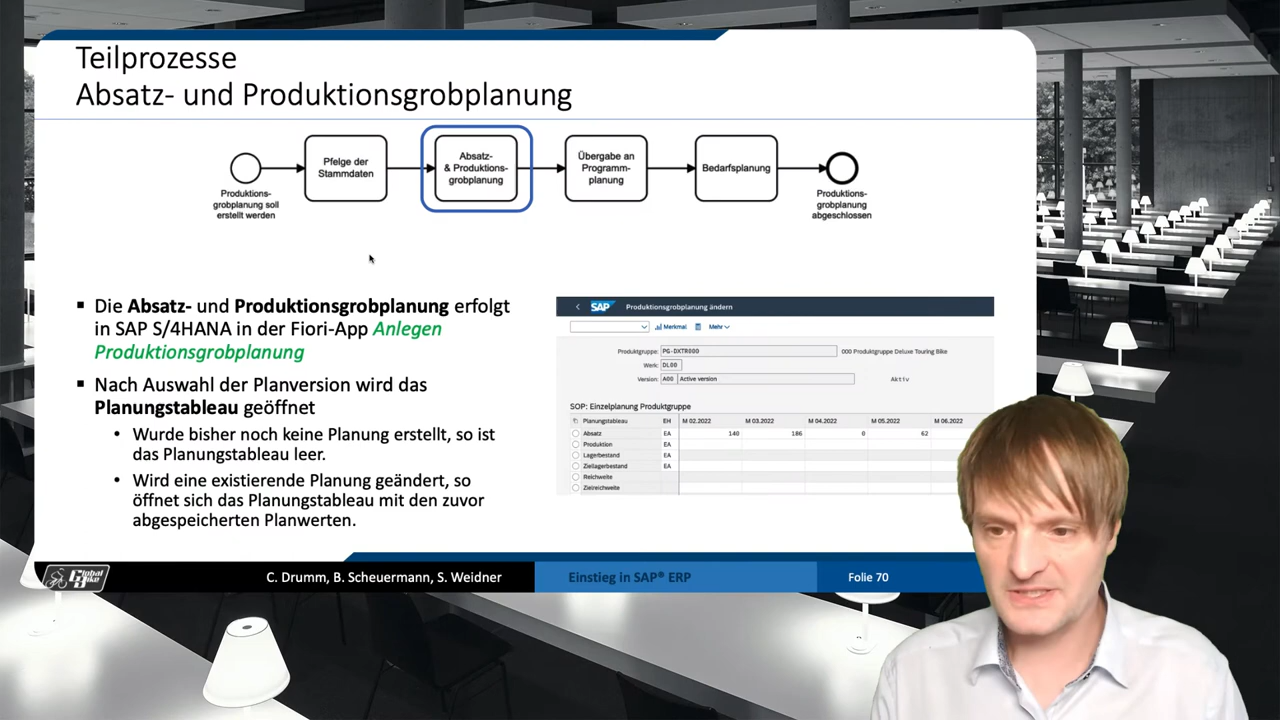 Teilprozesse
Absatz- und Produktionsgrobplanung
Produktions-
grobplanung soll
erstellt werden
Pfelge der
Stammdaten
Absatz-
& Produktions-
grobplanung
Übergabe an
Programm-
planung
Bedarfsplanung
Produktions-
grobplanung
abgeschlossen
▪ Die Absatz- und Produktionsgrobplanung erfolgt
in SAP S/4HANA in der Fiori-App Anlegen
Produktionsgrobplanung
▪ Nach Auswahl der Planversion wird das
Planungstableau geöffnet
• Wurde bisher noch keine Planung erstellt, so ist
das Planungstableau leer.
• Wird eine existierende Planung geändert, so
öffnet sich das Planungstableau mit den zuvor
abgespeicherten Planwerten.
SAP Produktionsgrobplanung ändern
Merkmal Mehr
Produktgruppe: PG-DXTR000 000 Produktgruppe Deluxe Touring Bike
Werk: DL00
Version: A00 Active version Aktiv
SOP: Einzelplanung Produktgruppe
Planungstableau EH M 02.2022 M 03.2022 M 04.2022 M 05.2022 M 06.2022
Absatz EA 140 186 0 62
Produktion EA
Lagerbestand EA
Ziellagerbestand EA
Reichweite
Zielreichweite
Global Bike
C. Drumm, B. Scheuermann, S. Weidner
Einstieg in SAP® ERP
Folie 70